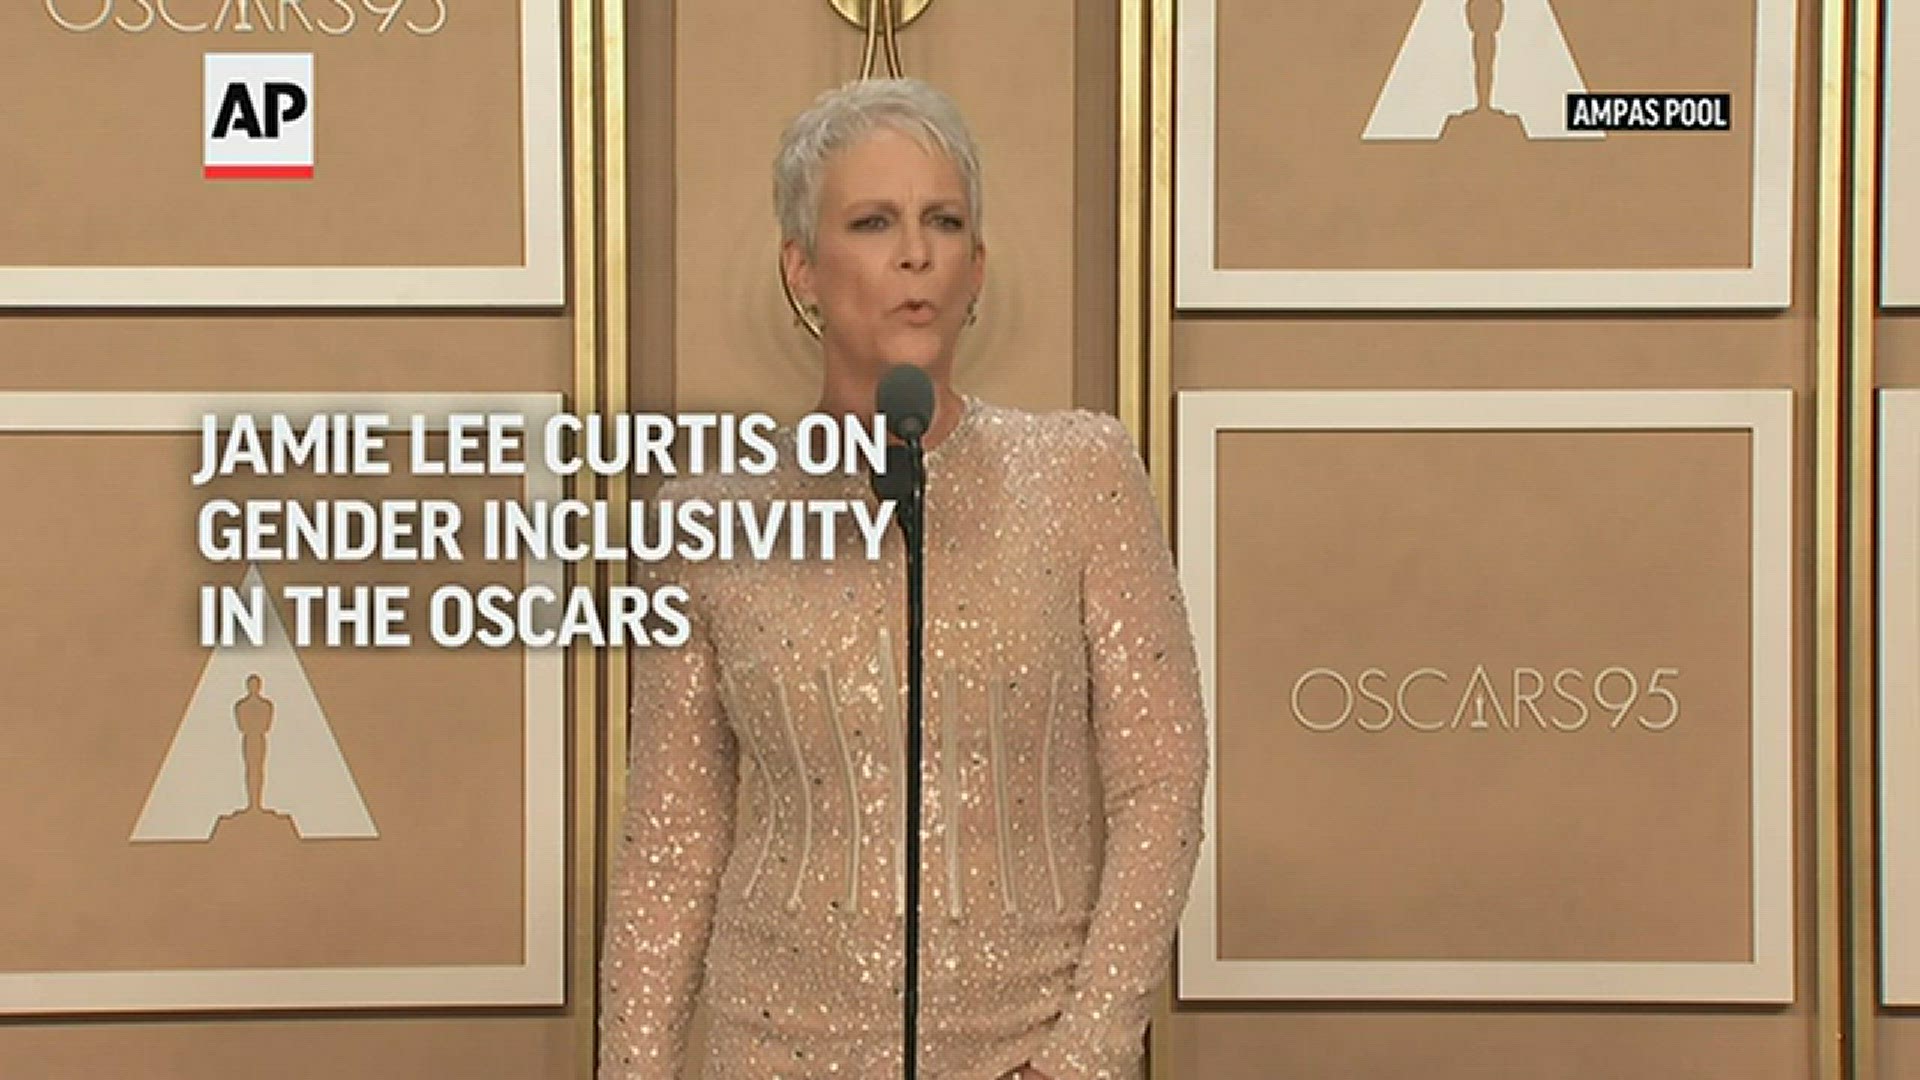 OSCARS95
AP
AMPAS POOL
JAMIE LEE CURTIS ON
GENDER INCLUSIVITY
IN THE OSCARS
OSCARS95